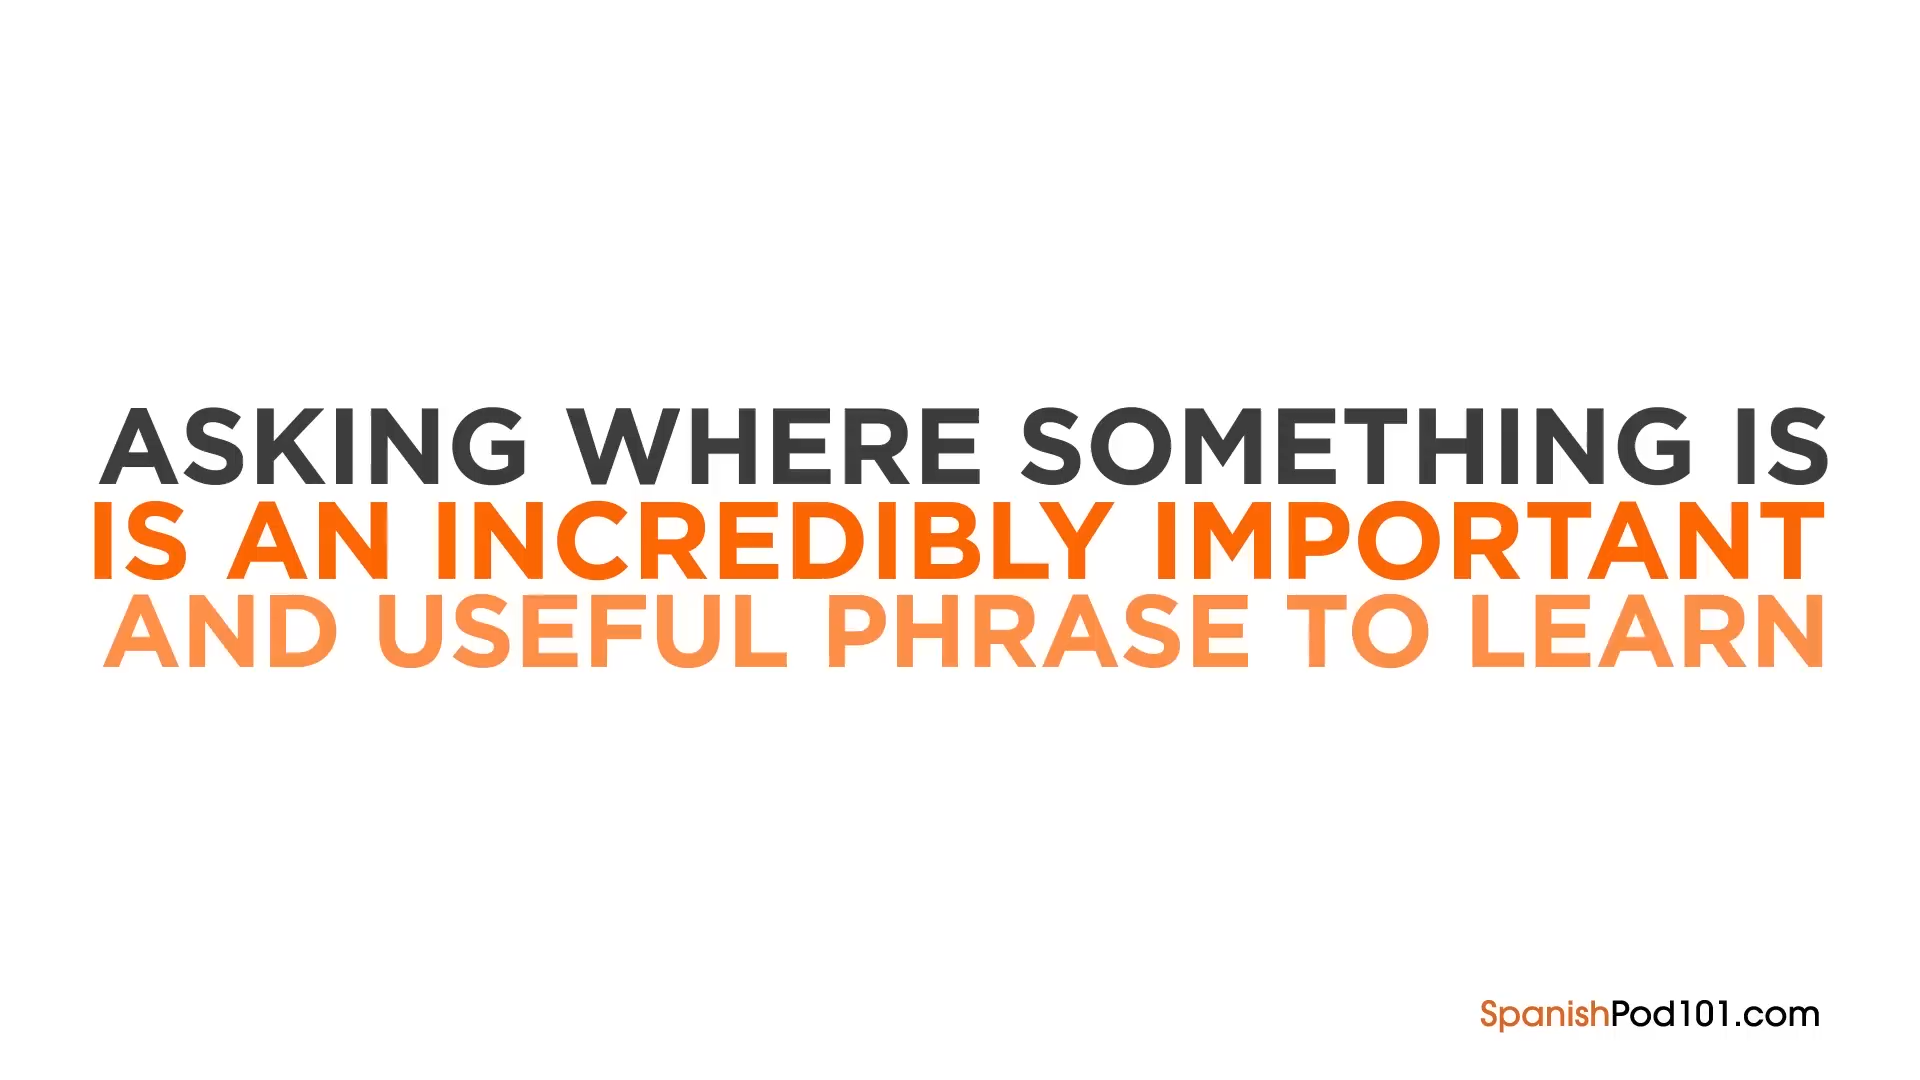 ASKING WHERE SOMETHING IS
IS AN INCREDIBLY IMPORTANT
AND USEFUL PHRASE TO LEARN
SpanishPod101.com